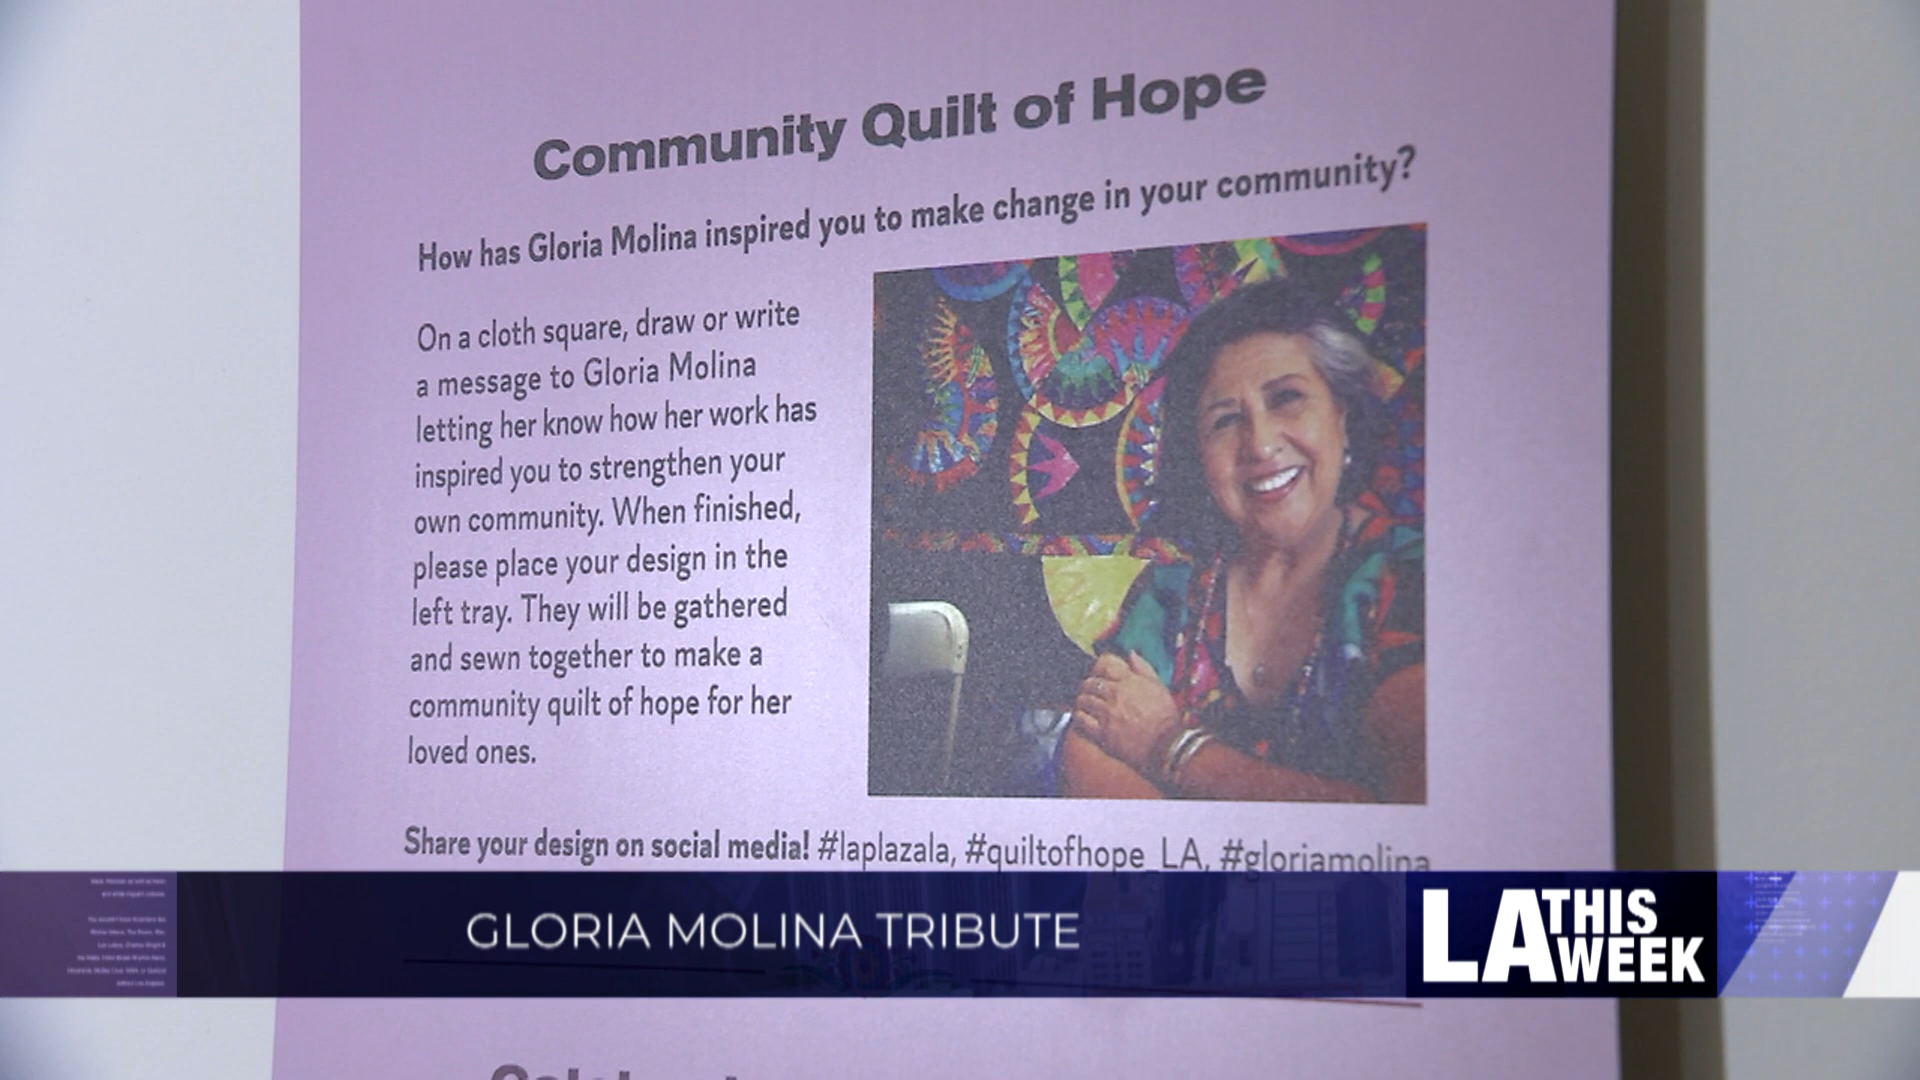 Community Quilt of Hope
How has Gloria Molina inspired you to make change in your community?
On a cloth square, draw or write
a message to Gloria Molina
letting her know how her work has
inspired you to strengthen your
own community. When finished,
please place your design in the
left tray. They will be gathered
and sewn together to make a
community quilt of hope for her
loved ones.
Share your design on social media! #laplazala, #quiltofhope_LA, #gloriamolina
GLORIA MOLINA TRIBUTE
LA THIS
WEEK